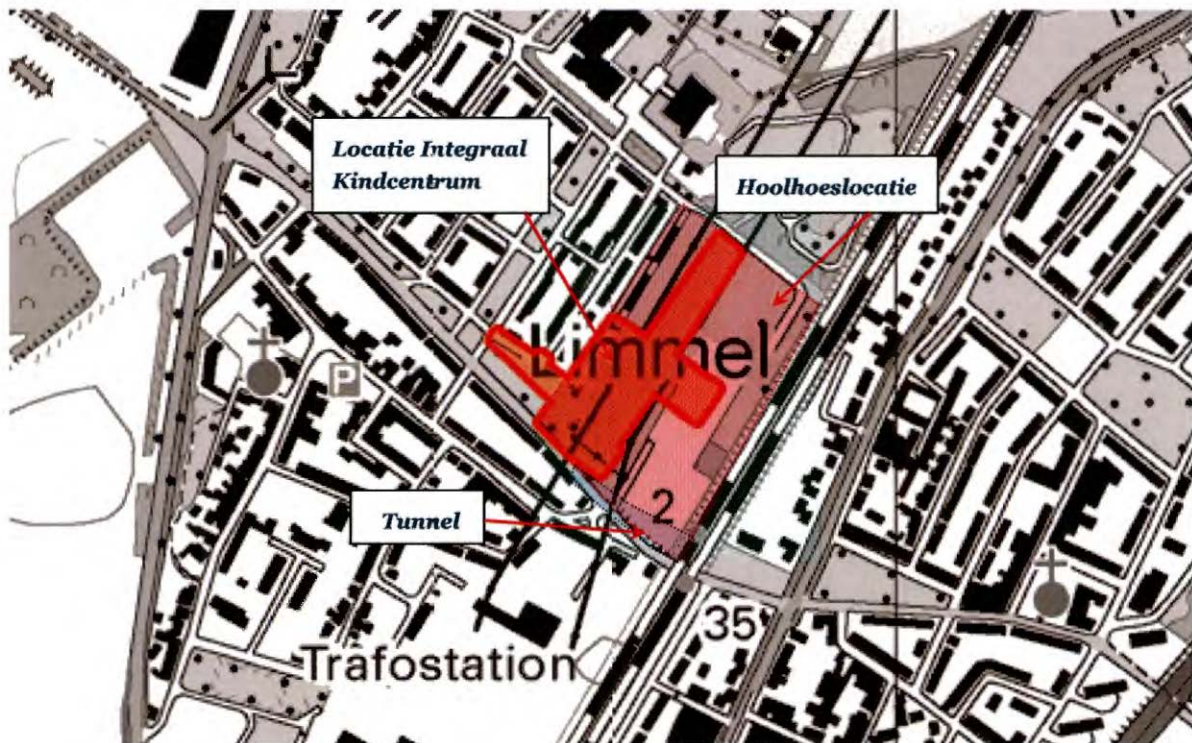 Locatie Integraal
Kindcentrum
Hoolhoeslocatie
Limmel
P
2
Tunnel
35
Trafostation